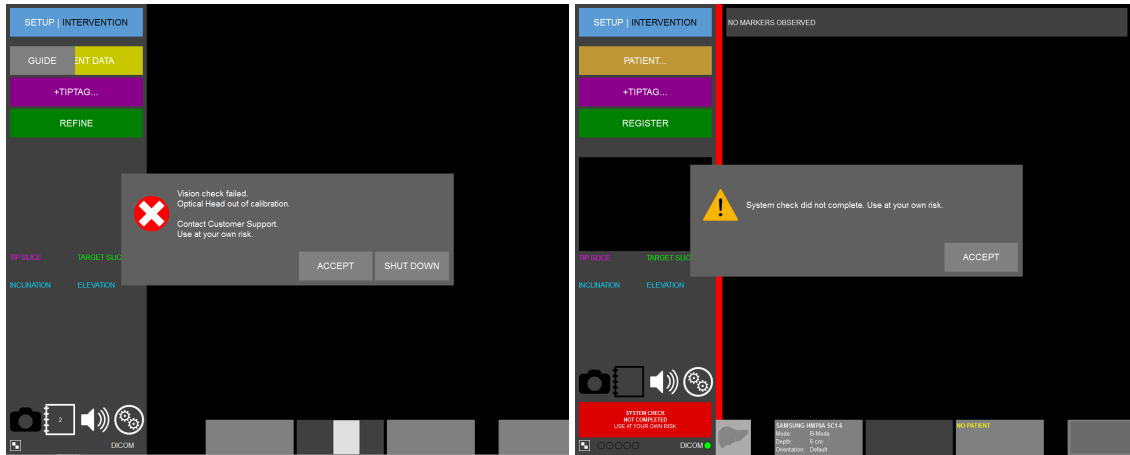 SETUP | INTERVENTION
GUIDE
ENT DATA
+TIPTAG...
REFINE
Vision check failed.
Optical Head out of calibration.
Contact Customer Support.
Use at your own risk.
ACCEPT
SHUT DOWN
TIP SLICE
TARGET SLIC
INCLINATION
ELEVATION
2
DICOM
SETUP | INTERVENTION
NO MARKERS OBSERVED
PATIENT...
+TIPTAG...
REGISTER
System check did not complete. Use at your own risk.
ACCEPT
TIP SLICE
TARGET SLIC
INCLINATION
ELEVATION
SYSTEM CHECK
NOT COMPLETED
USE AT YOUR OWN RISK
DICOM
SAMSUNG HM70A SC1-6
Mode: B-Mode
Depth: 6 cm
Orientation: Default
NO PATIENT